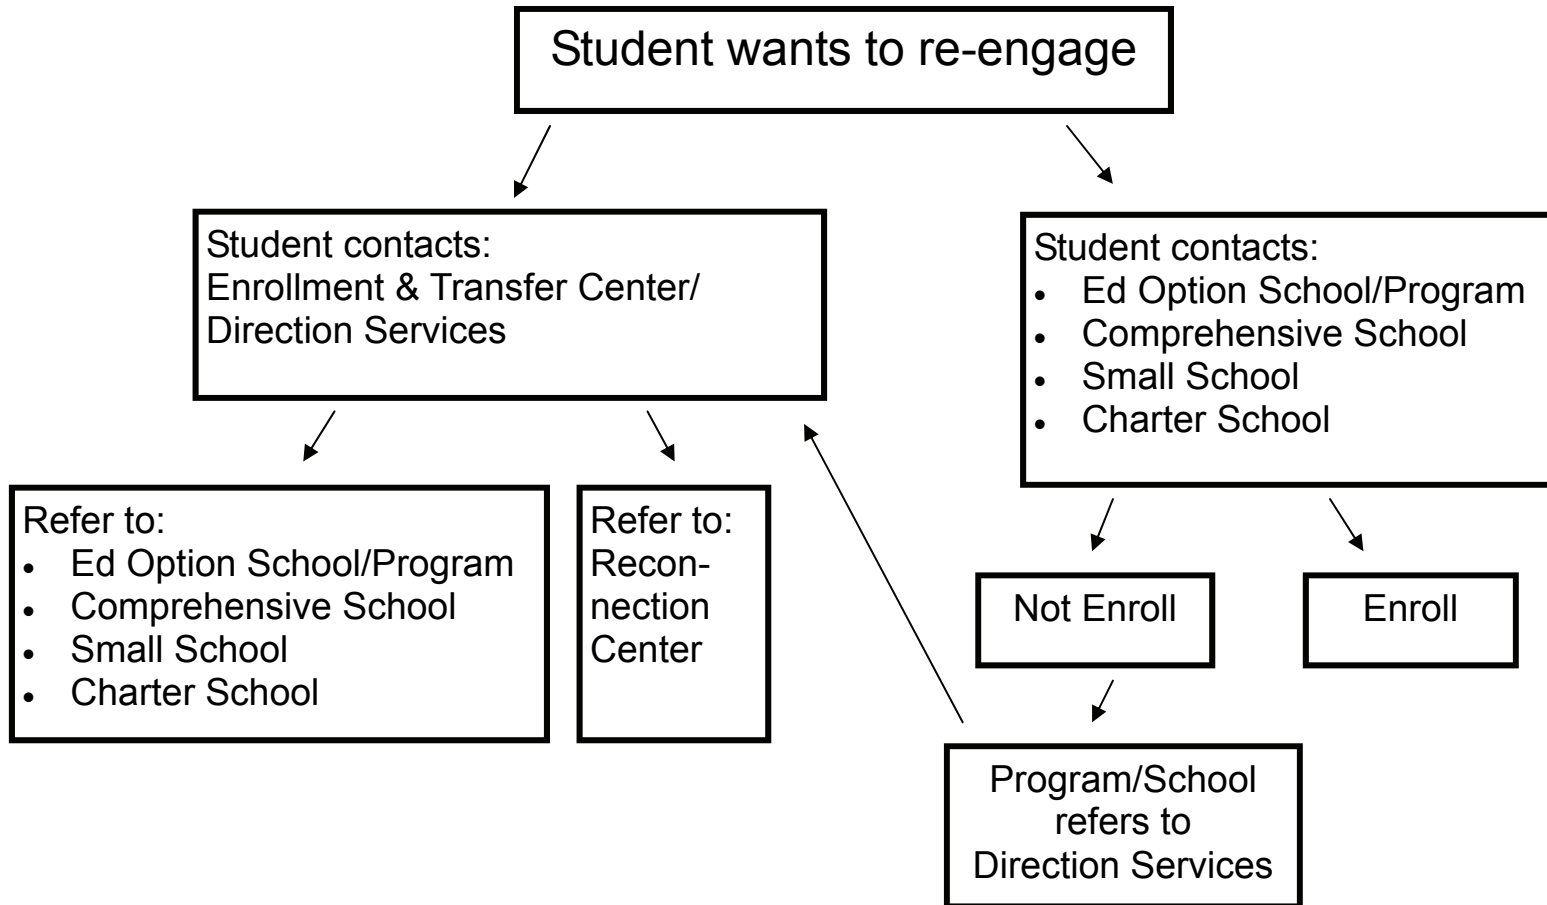 Student wants to re-engage
Student contacts:
Enrollment & Transfer Center/
Direction Services
Student contacts:
• Ed Option School/Program
• Comprehensive School
• Small School
• Charter School
Refer to:
• Ed Option School/Program
• Comprehensive School
• Small School
• Charter School
Refer to:
Recon-
nection
Center
Not Enroll
Enroll
Program/School
refers to
Direction Services